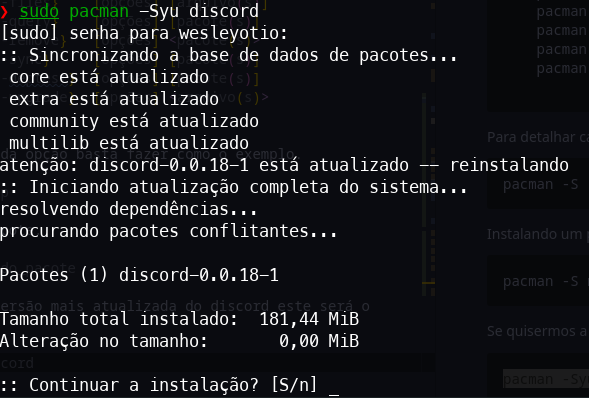 ❯ sudo pacman -Syu discord
[sudo] senha para wesleyotio:
:: Sincronizando a base de dados de pacotes...
core está atualizado
extra está atualizado
community está atualizado
multilib está atualizado
atenção: discord-0.0.18-1 está atualizado -- reinstalando
:: Iniciando atualização completa do sistema...
resolvendo dependências...
procurando pacotes conflitantes...
Pacotes (1) discord-0.0.18-1
Tamanho total instalado: 181,44 MiB
Alteração no tamanho: 0,00 MiB
:: Continuar a instalação? [S/n] _
pacman
pacman
pacman
pacman
Para detalhar
pacman -S
Instalando um
pacman -S
Se quisermos a
pacman -Sy